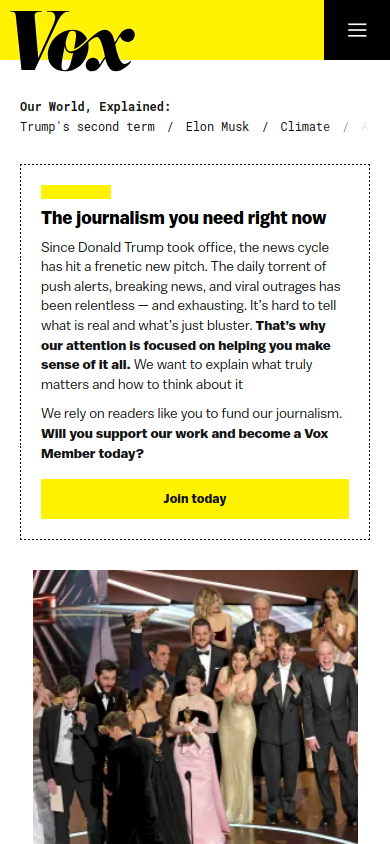 Vox
Our World, Explained:
Trump's second term / Elon Musk / Climate /
The journalism you need right now
Since Donald Trump took office, the news cycle
has hit a frenetic new pitch. The daily torrent of
push alerts, breaking news, and viral outrages has
been relentless — and exhausting. It’s hard to tell
what is real and what’s just bluster. That’s why
our attention is focused on helping you make
sense of it all. We want to explain what truly
matters and how to think about it
We rely on readers like you to fund our journalism.
Will you support our work and become a Vox
Member today?
Join today